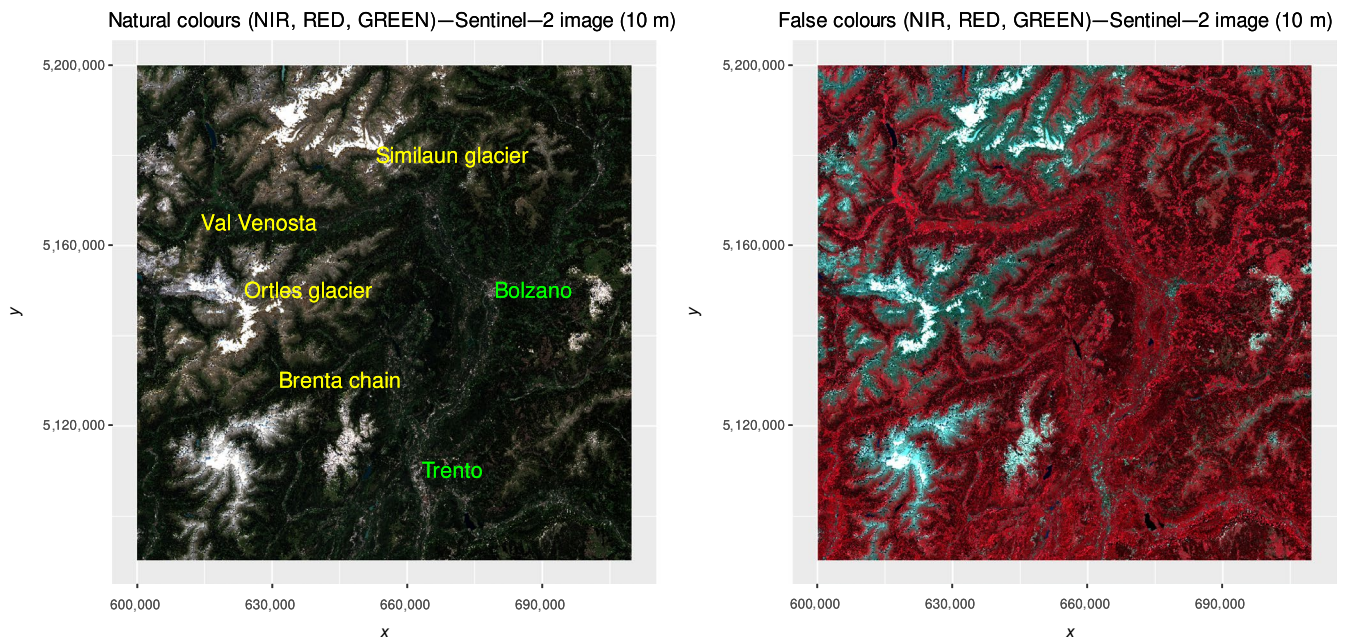 Natural colours (NIR, RED, GREEN)—Sentinel—2 image (10 m)
5,200,000
5,160,000
5,120,000
y
Similaun glacier
Val Venosta
Ortles glacier
Bolzano
Brenta chain
Trento
600,000
630,000
660,000
690,000
x
False colours (NIR, RED, GREEN)—Sentinel—2 image (10 m)
5,200,000
5,160,000
5,120,000
y
600,000
630,000
660,000
690,000
x